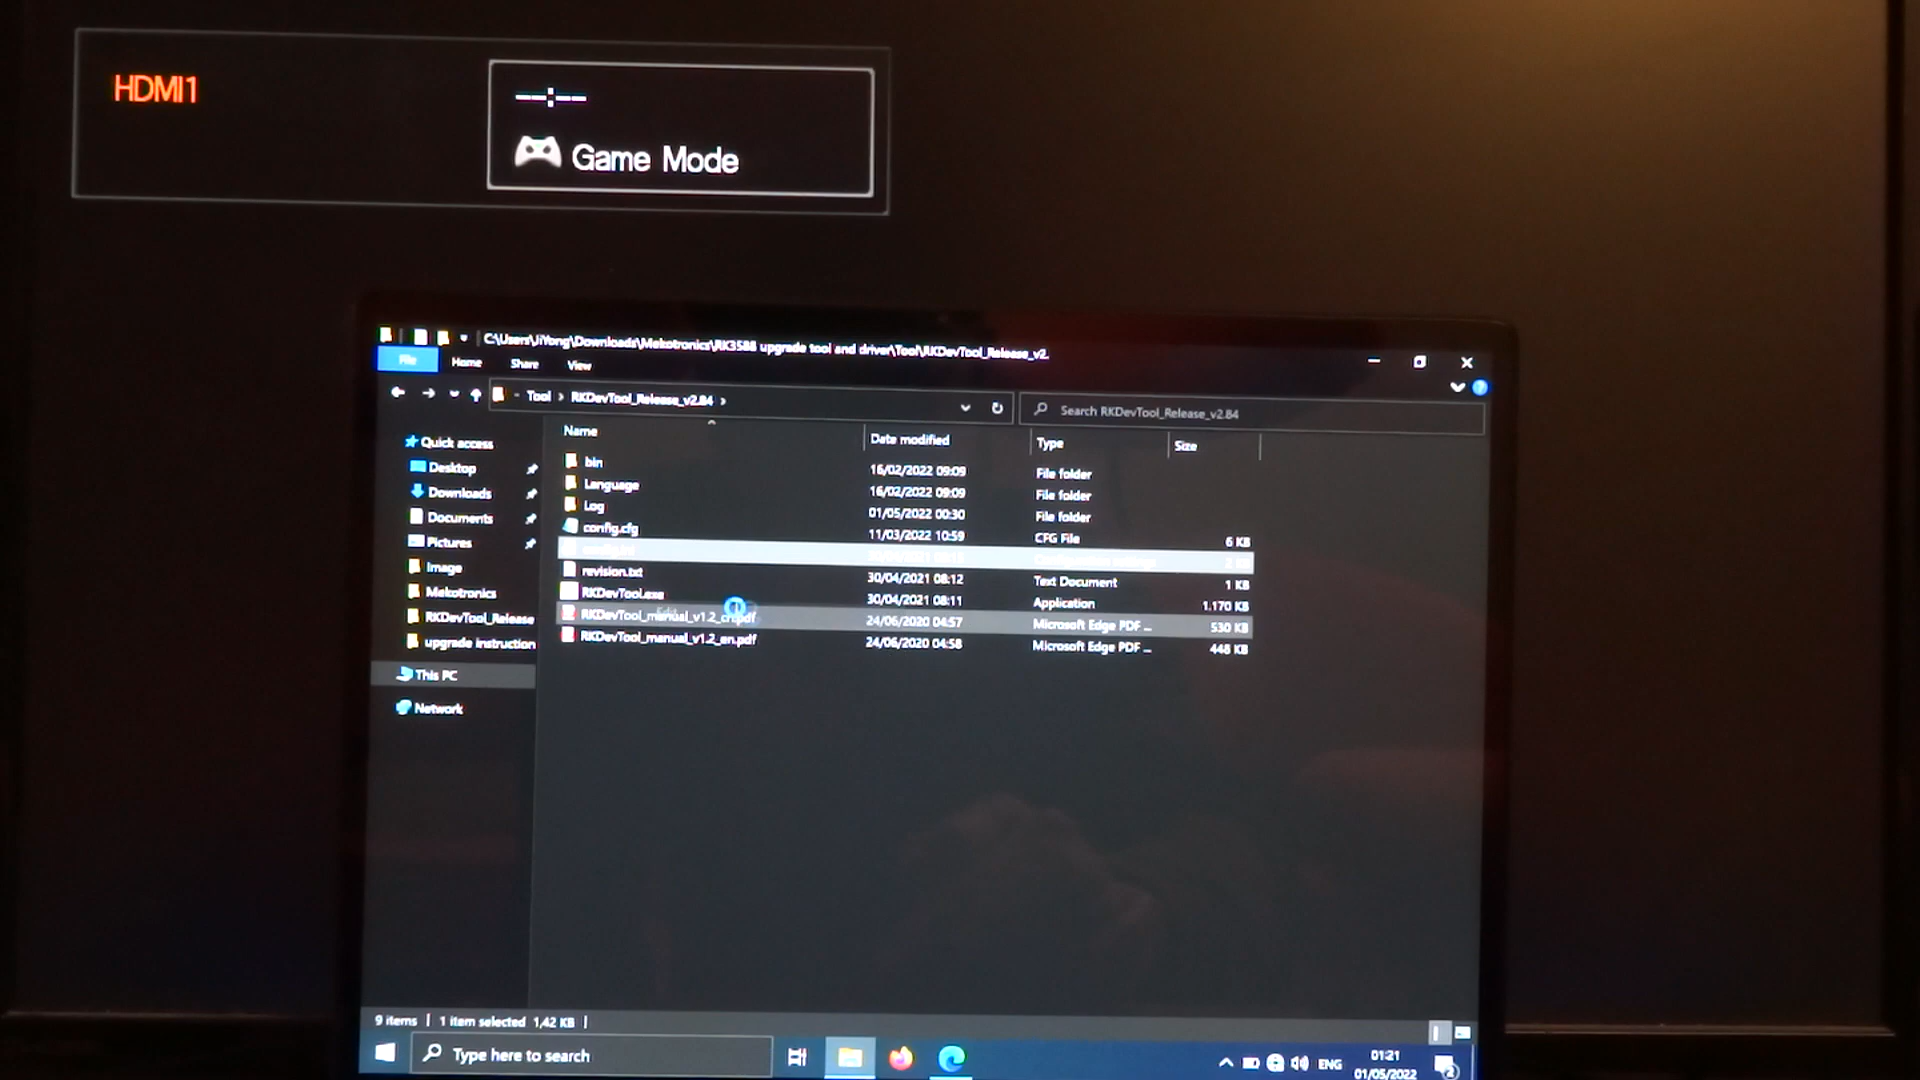 HDMI1
Game Mode
C:\Users\JiYong\Downloads\Mekotronics\RK3588 upgrade tool and driver\Tool\RKDevTool_Release_v2.
File Home Share View
Tool > RKDevTool_Release_v2.84 >
Search RKDevTool_Release_v2.84
Name Date modified Type Size
Quick access
Desktop
Downloads
Documents
Pictures
Image
Mekotronics
RKDevTool_Release
upgrade instruction
This PC
Network
bin 16/02/2022 09:09 File folder
Language 16/02/2022 09:09 File folder
Log 01/05/2022 00:30 File folder
config.cfg 11/03/2022 10:59 CFG File 6 KB
revision.txt 30/04/2021 08:12 Text Document 1 KB
RKDevTool.exe 30/04/2021 08:11 Application 1.170 KB
RKDevTool_manual_v1.2_cn.pdf 24/06/2020 04:57 Microsoft Edge PDF ... 530 KB
RKDevTool_manual_v1.2_en.pdf 24/06/2020 04:58 Microsoft Edge PDF ... 448 KB
9 items 1 item selected 1,42 KB
Type here to search
ENG
01:21
01/05/2022